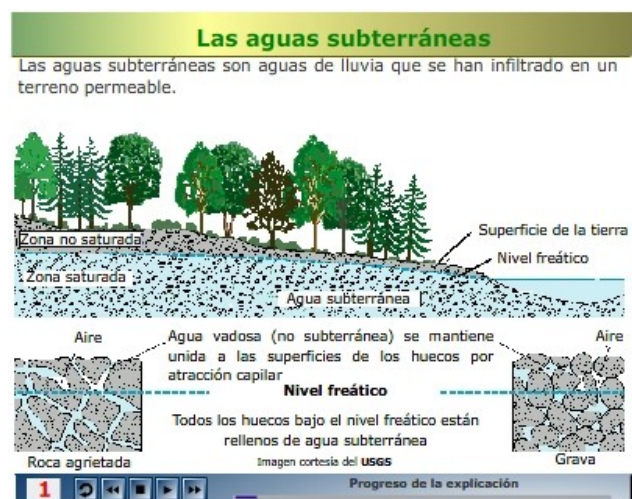 Las aguas subterráneas
Las aguas subterráneas son aguas de lluvia que se han infiltrado en un
terreno permeable.
Superficie de la tierra
Zona no saturada
Nivel freático
Zona saturada
Agua subterránea
Aire
Agua vadosa (no subterránea) se mantiene
unida a las superficies de los huecos por
atracción capilar
Aire
Nivel freático
Todos los huecos bajo el nivel freático están
rellenos de agua subterránea
Roca agrietada
Imagen cortesía del USGS
Grava
1
Progreso de la explicación